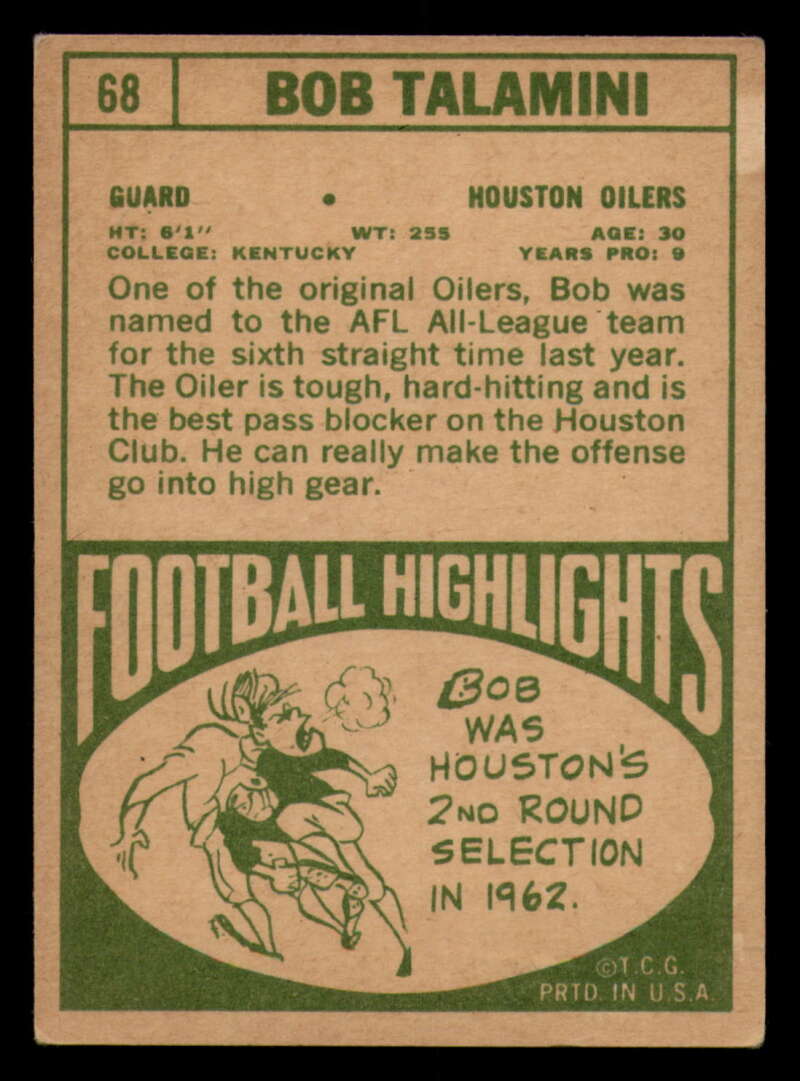 68 BOB TALAMINI
GUARD • HOUSTON OILERS
HT: 6'1" WT: 255 AGE: 30
COLLEGE: KENTUCKY YEARS PRO: 9
One of the original Oilers, Bob was
named to the AFL All-League team
for the sixth straight time last year.
The Oiler is tough, hard-hitting and is
the best pass blocker on the Houston
Club. He can really make the offense
go into high gear.
FOOTBALL HIGHLIGHTS
BOB
WAS
HOUSTON'S
2ND ROUND
SELECTION
IN 1962.
©T.C.G.
PRTD. IN U.S.A.